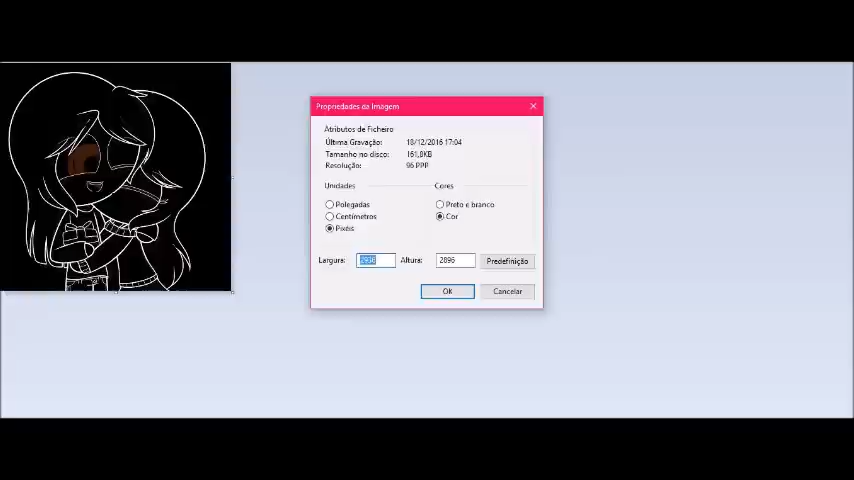 Propriedades da Imagem
Atributos de Ficheiro
Última Gravação: 18/12/2016 17:04
Tamanho no disco: 161,8KB
Resolução: 96 PPP
Unidades Cores
Polegadas Preto e branco
Centímetros Cor
Pixéis
Largura: Altura: 2896 Predefinição
OK Cancelar